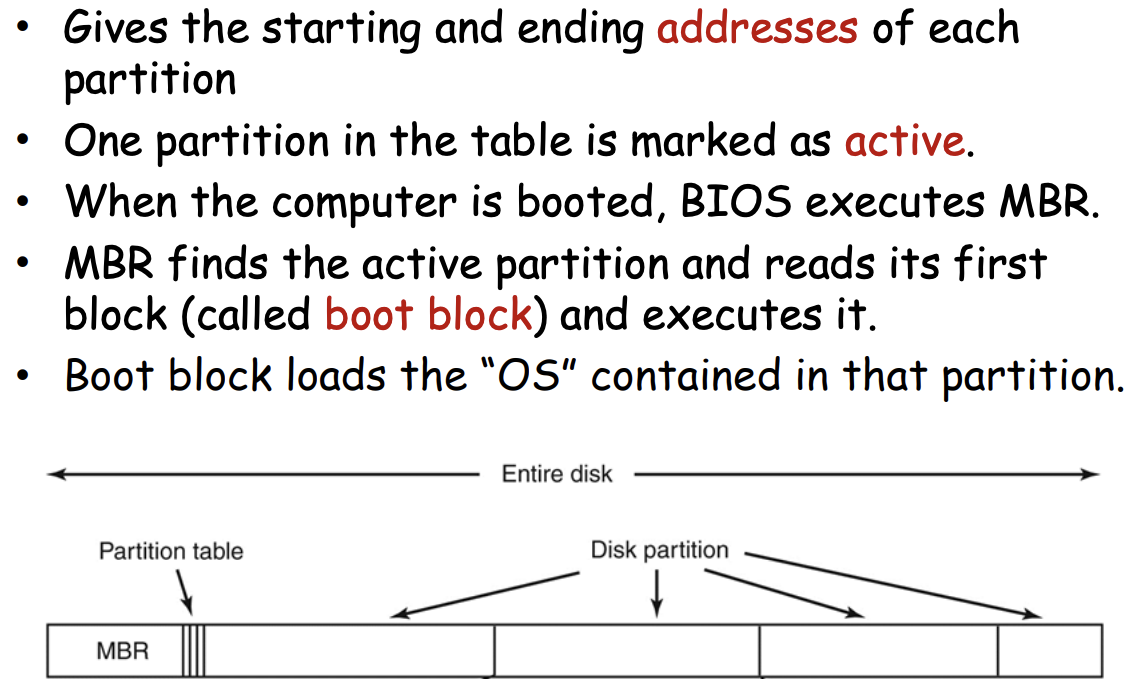 • Gives the starting and ending addresses of each
partition
• One partition in the table is marked as active.
• When the computer is booted, BIOS executes MBR.
• MBR finds the active partition and reads its first
block (called boot block) and executes it.
• Boot block loads the “OS” contained in that partition.
Entire disk
Partition table
Disk partition
MBR